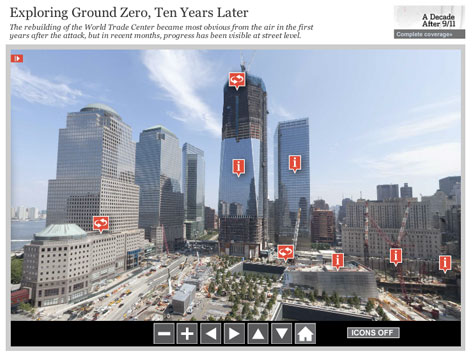 Exploring Ground Zero, Ten Years Later
The rebuilding of the World Trade Center became most obvious from the air in the first
years after the attack, but in recent months, progress has been visible at street level.
A Decade
After 9/11
Complete coverage»
ICONS OFF